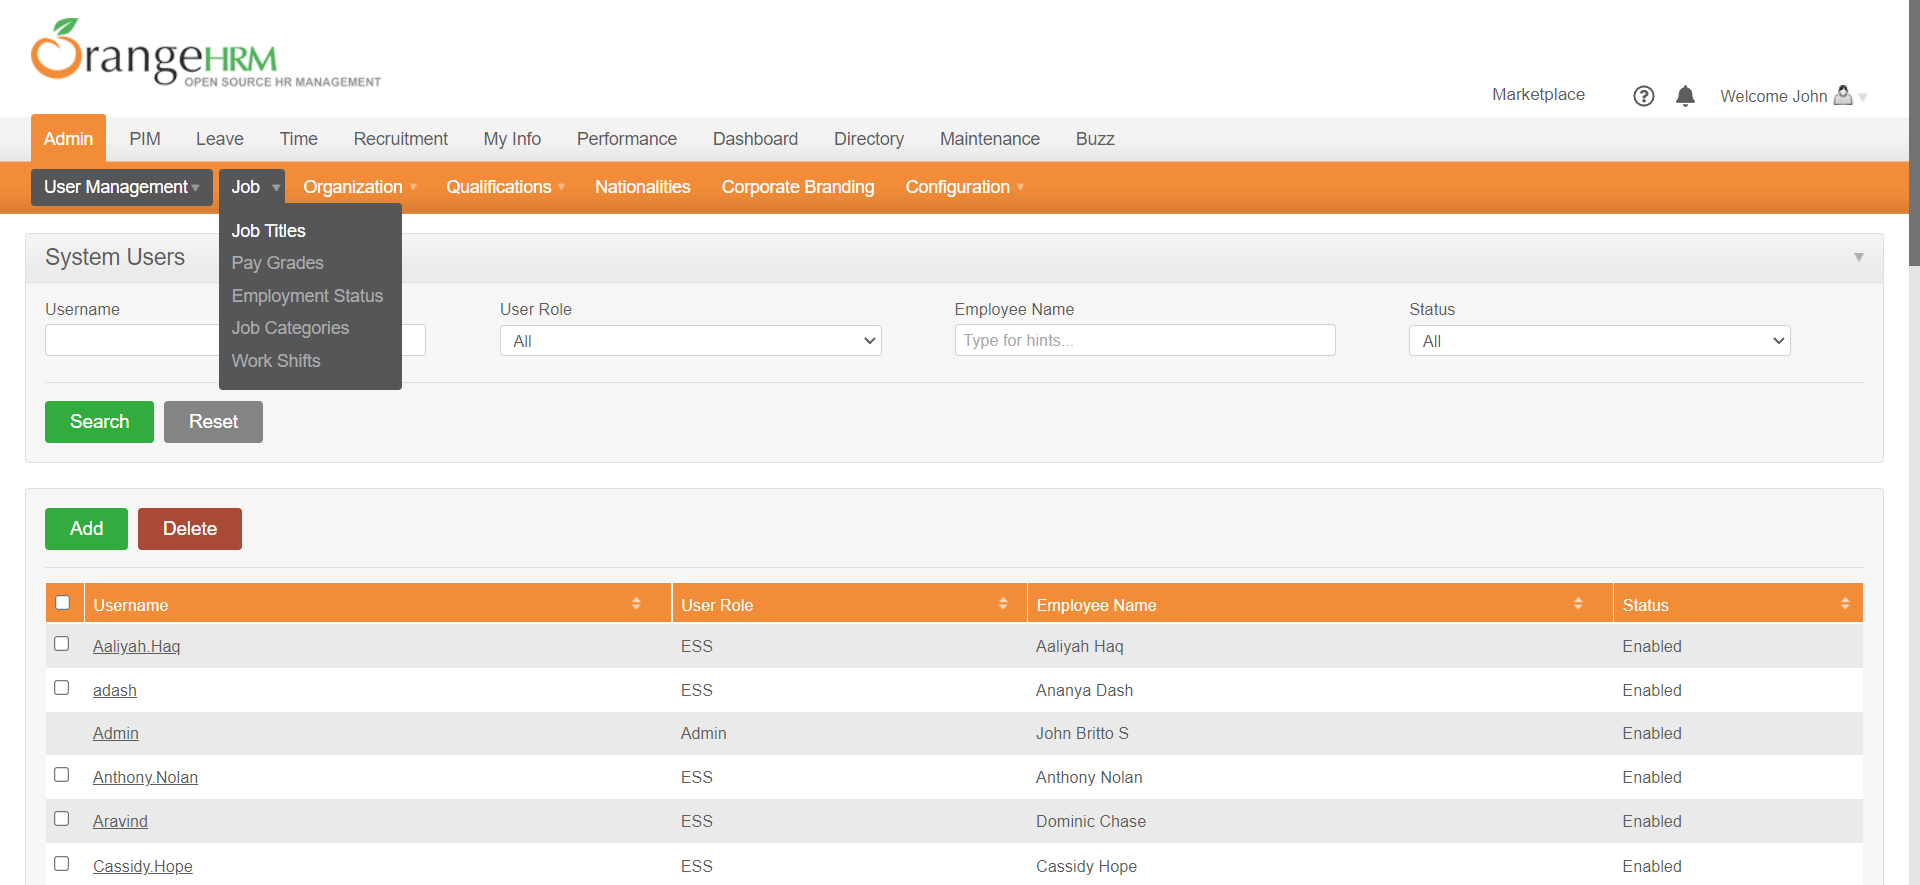 OrangeHRM
OPEN SOURCE HR MANAGEMENT
Marketplace
? Welcome John
Admin PIM Leave Time Recruitment My Info Performance Dashboard Directory Maintenance Buzz
User Management Job Organization Qualifications Nationalities Corporate Branding Configuration
Job Titles
Pay Grades
Employment Status
Job Categories
Work Shifts
System Users
Username User Role Employee Name Status
All Type for hints... All
Search Reset
Add Delete
Username User Role Employee Name Status
Aaliyah.Haq ESS Aaliyah Haq Enabled
adash ESS Ananya Dash Enabled
Admin Admin John Britto S Enabled
Anthony.Nolan ESS Anthony Nolan Enabled
Aravind ESS Dominic Chase Enabled
Cassidy.Hope ESS Cassidy Hope Enabled